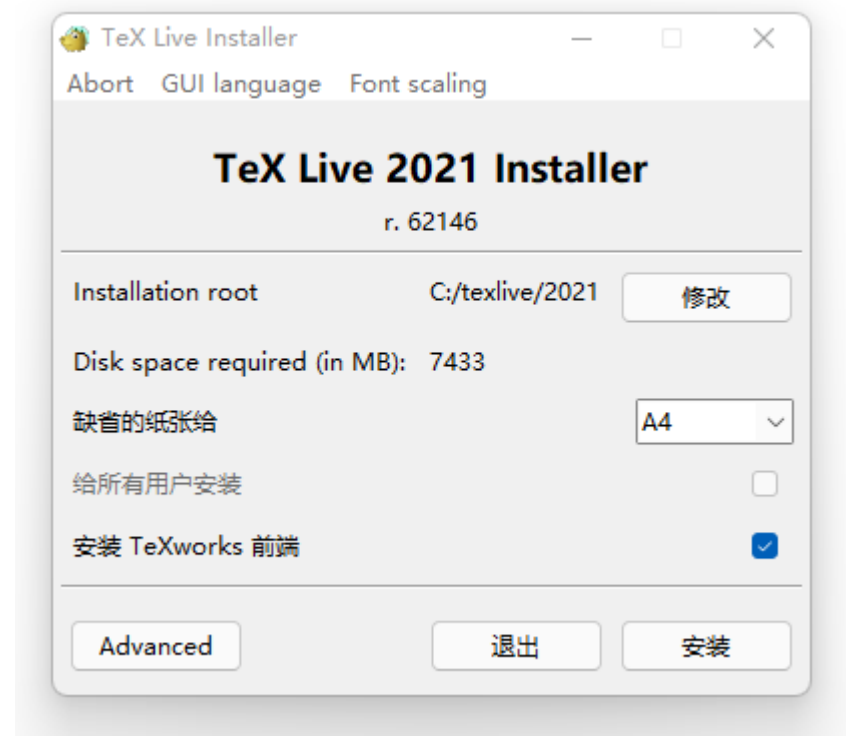 TeX Live Installer
Abort GUI language Font scaling
TeX Live 2021 Installer
r. 62146
Installation root C:/texlive/2021 修改
Disk space required (in MB): 7433
缺省的纸张给 A4
给所有用户安装
安装 TeXworks 前端
Advanced 退出 安装